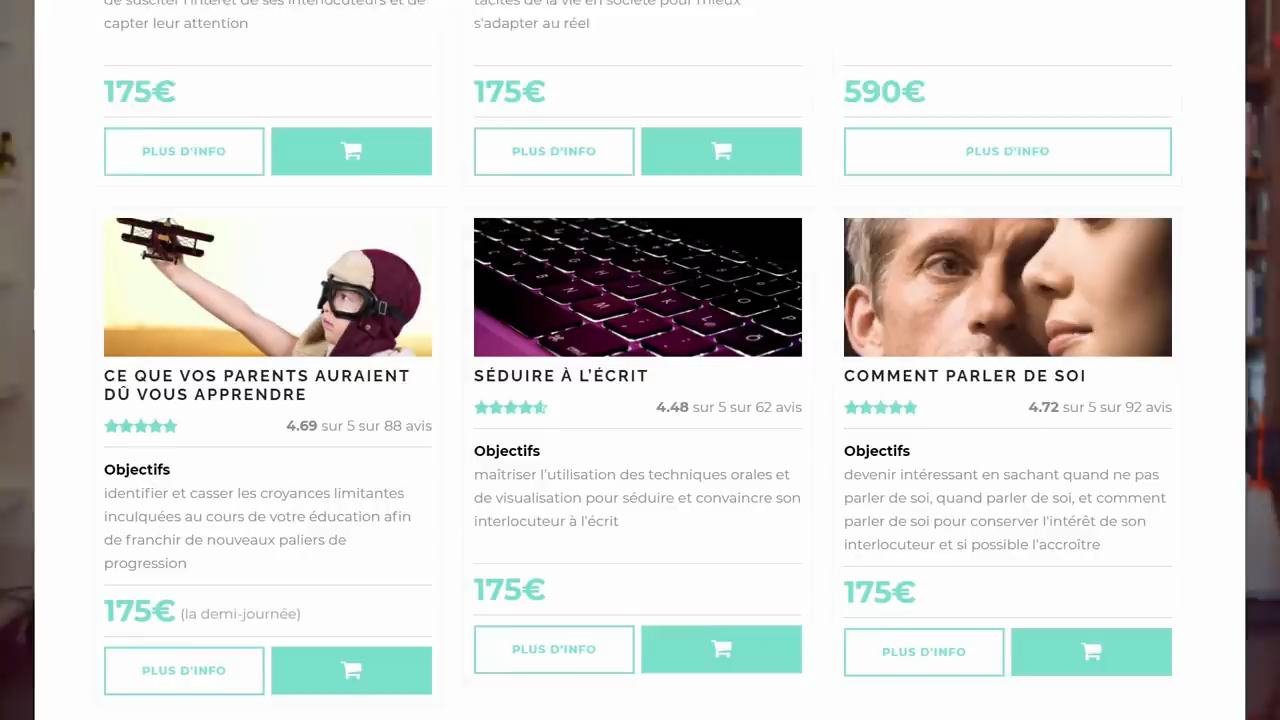 de susciter l'intérêt de ses interlocuteurs et de
capter leur attention
175€
PLUS D'INFO
tacites de la vie en société pour mieux
s'adapter au réel
175€
PLUS D'INFO
590€
PLUS D'INFO
CE QUE VOS PARENTS AURAIENT
DÛ VOUS APPRENDRE
4.69 sur 5 sur 88 avis
Objectifs
identifier et casser les croyances limitantes
inculquées au cours de votre éducation afin
de franchir de nouveaux paliers de
progression
175€ (la demi-journée)
PLUS D'INFO
SÉDUIRE À L'ÉCRIT
4.48 sur 5 sur 62 avis
Objectifs
maîtriser l'utilisation des techniques orales et
de visualisation pour séduire et convaincre son
interlocuteur à l'écrit
175€
PLUS D'INFO
COMMENT PARLER DE SOI
4.72 sur 5 sur 92 avis
Objectifs
devenir intéressant en sachant quand ne pas
parler de soi, quand parler de soi, et comment
parler de soi pour conserver l'intérêt de son
interlocuteur et si possible l'accroître
175€
PLUS D'INFO